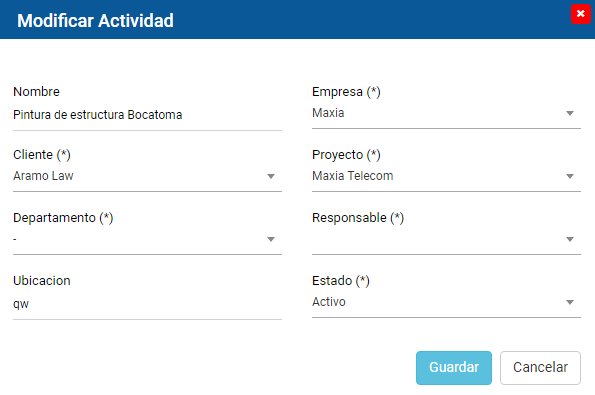 Modificar Actividad
Nombre
Pintura de estructura Bocatoma
Empresa (*)
Maxia
Cliente (*)
Aramo Law
Proyecto (*)
Maxia Telecom
Departamento (*)
-
Responsable (*)
Ubicacion
qw
Estado (*)
Activo
Guardar
Cancelar